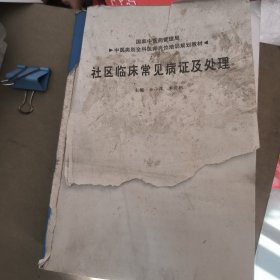 国家中医药管理局
▶中医类别全科医师岗位培训规划教材◀
社区临床常见病证及处理
主编